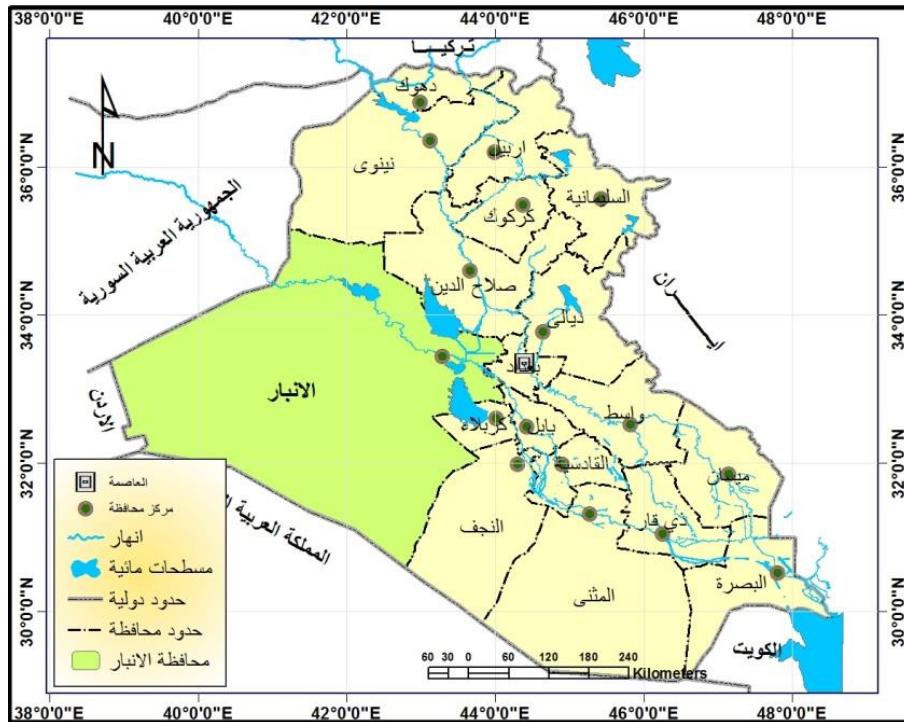 38°0'0"E 40°0'0"E 42°0'0"E 44°0'0"E 46°0'0"E 48°0'0"E
تركيـــا
دهوك
اربيل
نينوى
السليمانية
كركوك
الجمهورية العربية السورية
صلاح الدين
ايـــران
ديالى
بغداد
الانبار
الاردن
واسط
كربلاء
بابل
القادسية
ميسان
النجف
ذي قار
المملكة العربية
البصرة
المثنى
الكويت
N
العاصمة
مركز محافظة
انهار
مسطحات مائية
حدود دولية
حدود محافظة
محافظة الانبار
60 30 0 60 120 180 240
Kilometers
36°0'0"N
34°0'0"N
32°0'0"N
30°0'0"N
36°0'0"N
34°0'0"N
32°0'0"N
30°0'0"N
38°0'0"E 40°0'0"E 42°0'0"E 44°0'0"E 46°0'0"E 48°0'0"E